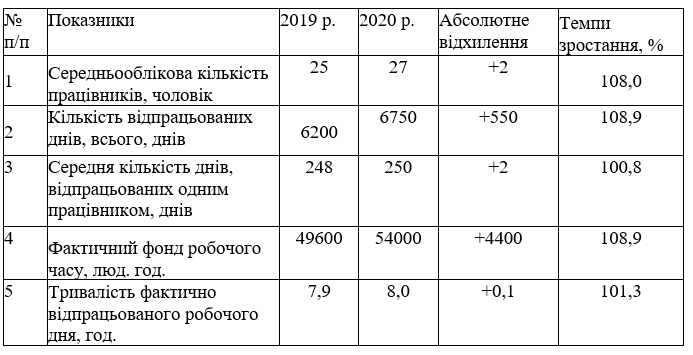 № Показники 2019 р. 2020 р. Абсолютне Темпи
п/п відхилення зростання, %
1 Середньооблікова кількість 25 27 +2 108,0
працівників, чоловік
2 Кількість відпрацьованих 6200 6750 +550 108,9
днів, всього, днів
3 Середня кількість днів, 248 250 +2 100,8
відпрацьованих одним
працівником, днів
4 Фактичний фонд робочого 49600 54000 +4400 108,9
часу, люд. год.
5 Тривалість фактично 7,9 8,0 +0,1 101,3
відпрацьованого робочого
дня, год.